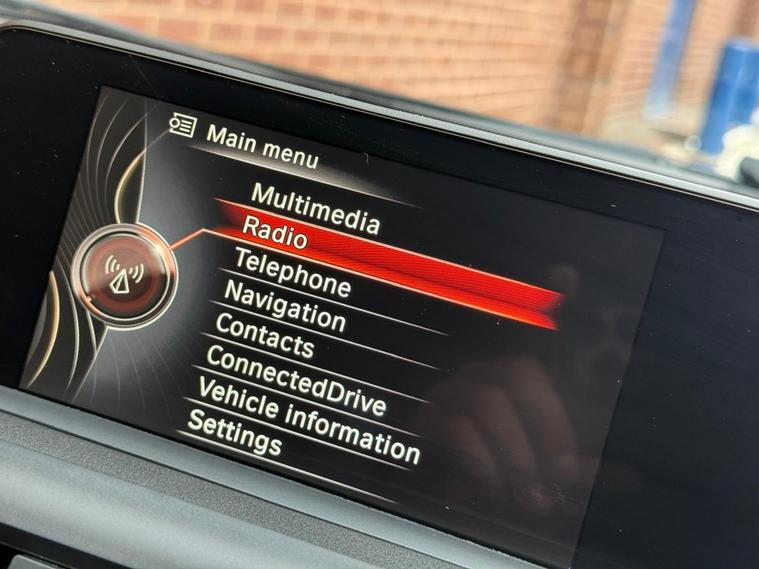 Main menu
Multimedia
Radio
Telephone
Navigation
Contacts
ConnectedDrive
Vehicle information
Settings